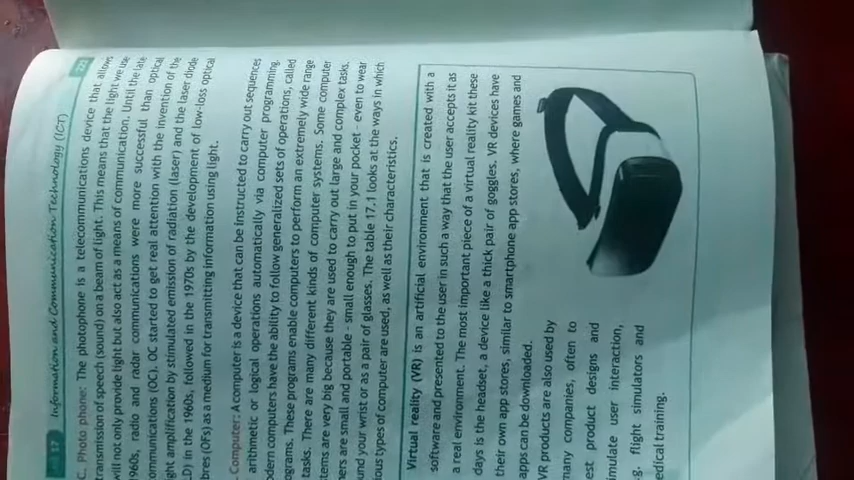 17 Information and Communication Technology (ICT) 221
C. Photo phone: The photophone is a telecommunications device that allows
transmission of speech (sound) on a beam of light. This means that the light we use
will not only provide light but also act as a means of communication. Until the late
1960s, radio and radar communications were more successful than optical
ommunications (OC). OC started to get real attention with the invention of the
ght amplification by stimulated emission of radiation (laser) and the laser diode
D) in the 1960s, followed in the 1970s by the development of low-loss optical
bres (OFs) as a medium for transmitting information using light.
Computer: A computer is a device that can be instructed to carry out sequences
arithmetic or logical operations automatically via computer programming.
odern computers have the ability to follow generalized sets of operations, called
ograms. These programs enable computers to perform an extremely wide range
tasks. There are many different kinds of computer systems. Some computer
tems are very big because they are used to carry out large and complex tasks.
hers are small and portable - small enough to put in your pocket - even to wear
und your wrist or as a pair of glasses. The table 17.1 looks at the ways in which
ious types of computer are used, as well as their characteristics.
Virtual reality (VR) is an artificial environment that is created with a
software and presented to the user in such a way that the user accepts it as
a real environment. The most important piece of a virtual reality kit these
days is the headset, a device like a thick pair of goggles. VR devices have
their own app stores, similar to smartphone app stores, where games and
apps can be downloaded.
VR products are also used by
many companies, often to
est product designs and
imulate user interaction,
g. flight simulators and
edical training.